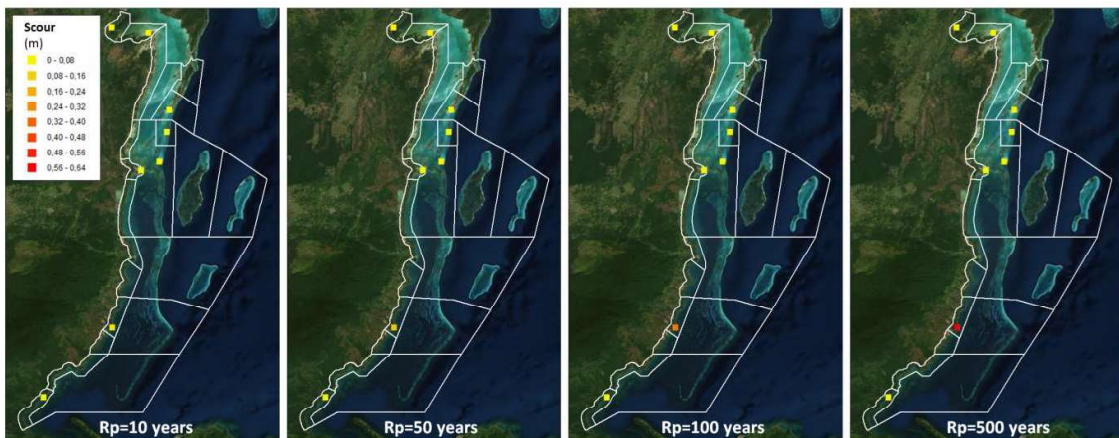 Scour
(m)
0 - 0,08
0,08 - 0,16
0,16 - 0,24
0,24 - 0,32
0,32 - 0,40
0,40 - 0,48
0,48 - 0,56
0,56 - 0,64
Rp=10 years
Rp=50 years
Rp=100 years
Rp=500 years